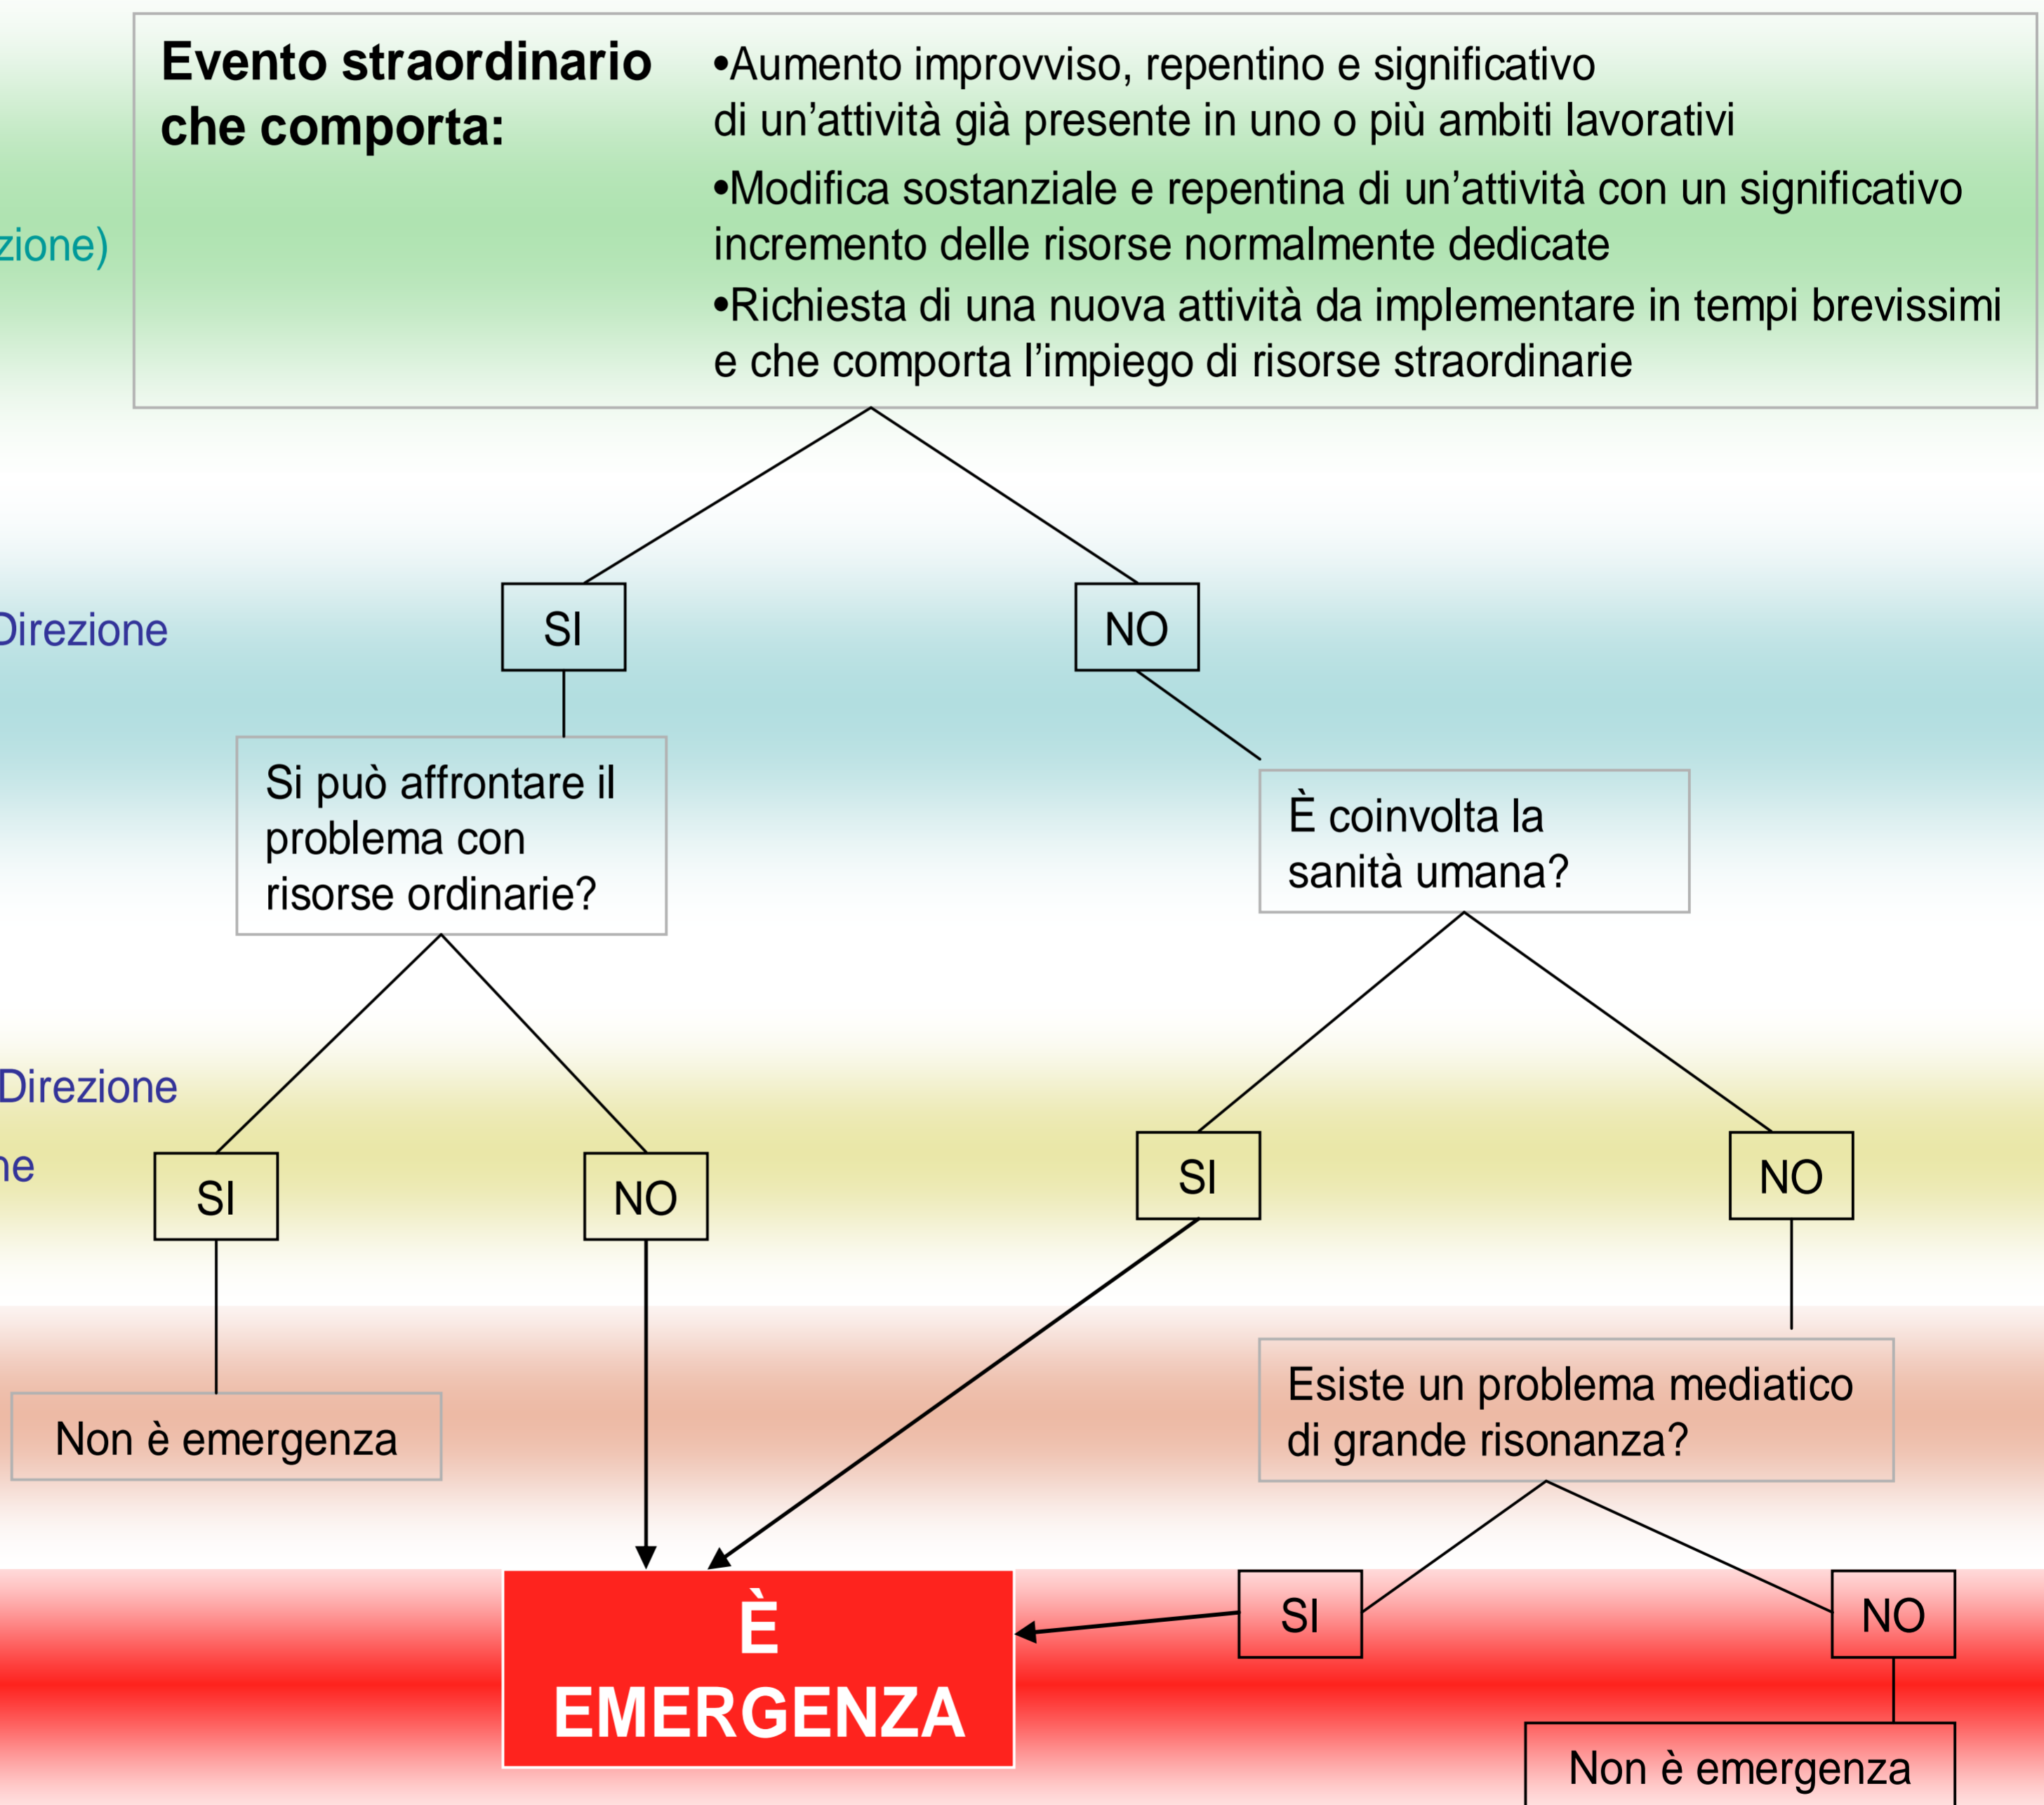 Evento straordinario
che comporta:
•Aumento improvviso, repentino e significativo
di un’attività già presente in uno o più ambiti lavorativi
•Modifica sostanziale e repentina di un’attività con un significativo
incremento delle risorse normalmente dedicate
•Richiesta di una nuova attività da implementare in tempi brevissimi
e che comporta l’impiego di risorse straordinarie
zione)
Direzione
SI
NO
Si può affrontare il
problema con
risorse ordinarie?
È coinvolta la
sanità umana?
Direzione
ne
SI
NO
SI
NO
Non è emergenza
Esiste un problema mediatico
di grande risonanza?
È
EMERGENZA
SI
NO
Non è emergenza